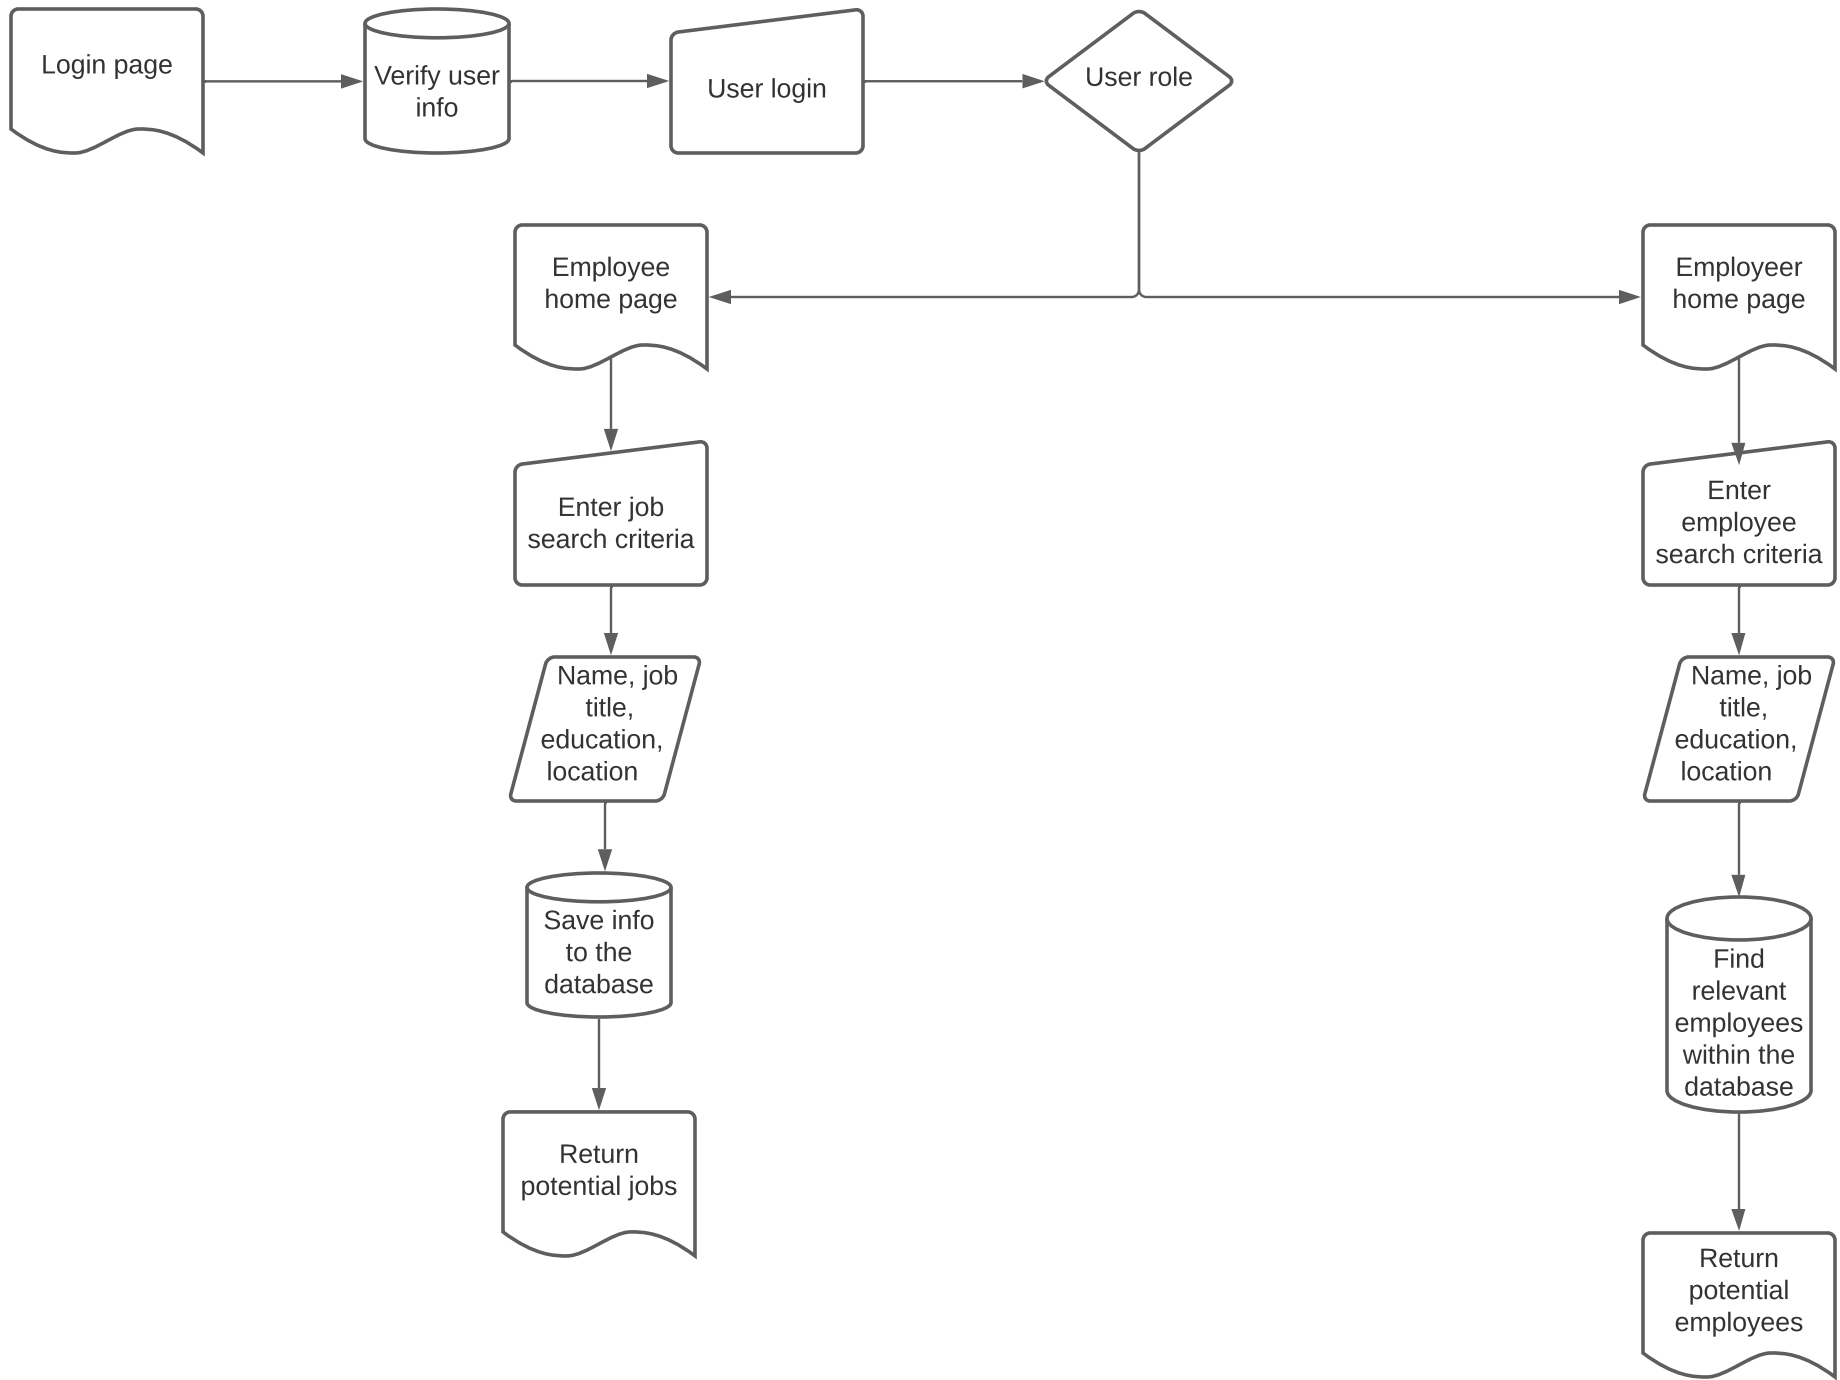 Login page
Verify user
info
User login
User role
Employee
home page
Employeer
home page
Enter job
search criteria
Enter
employee
search criteria
Name, job
title,
education,
location
Name, job
title,
education,
location
Save info
to the
database
Find
relevant
employees
within the
database
Return
potential jobs
Return
potential
employees